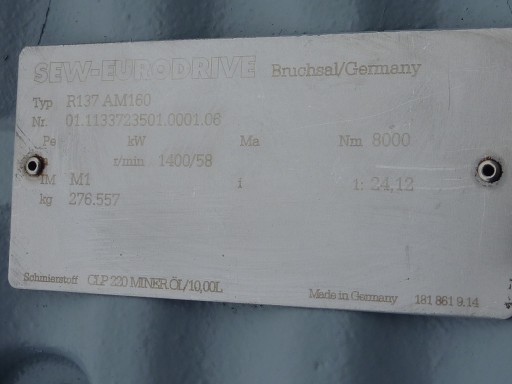 SEW-EURODRIVE Bruchsal/Germany
Typ R137 AM160
Nr. 01.1133723501.0001.06
Pe kW Ma Nm 8000
r/min 1400/58
IM M1 i 1: 24,12
kg 276.557
Schmierstoff CLP 220 MINER.ÖL/10,00L
Made in Germany 181 861 9.14